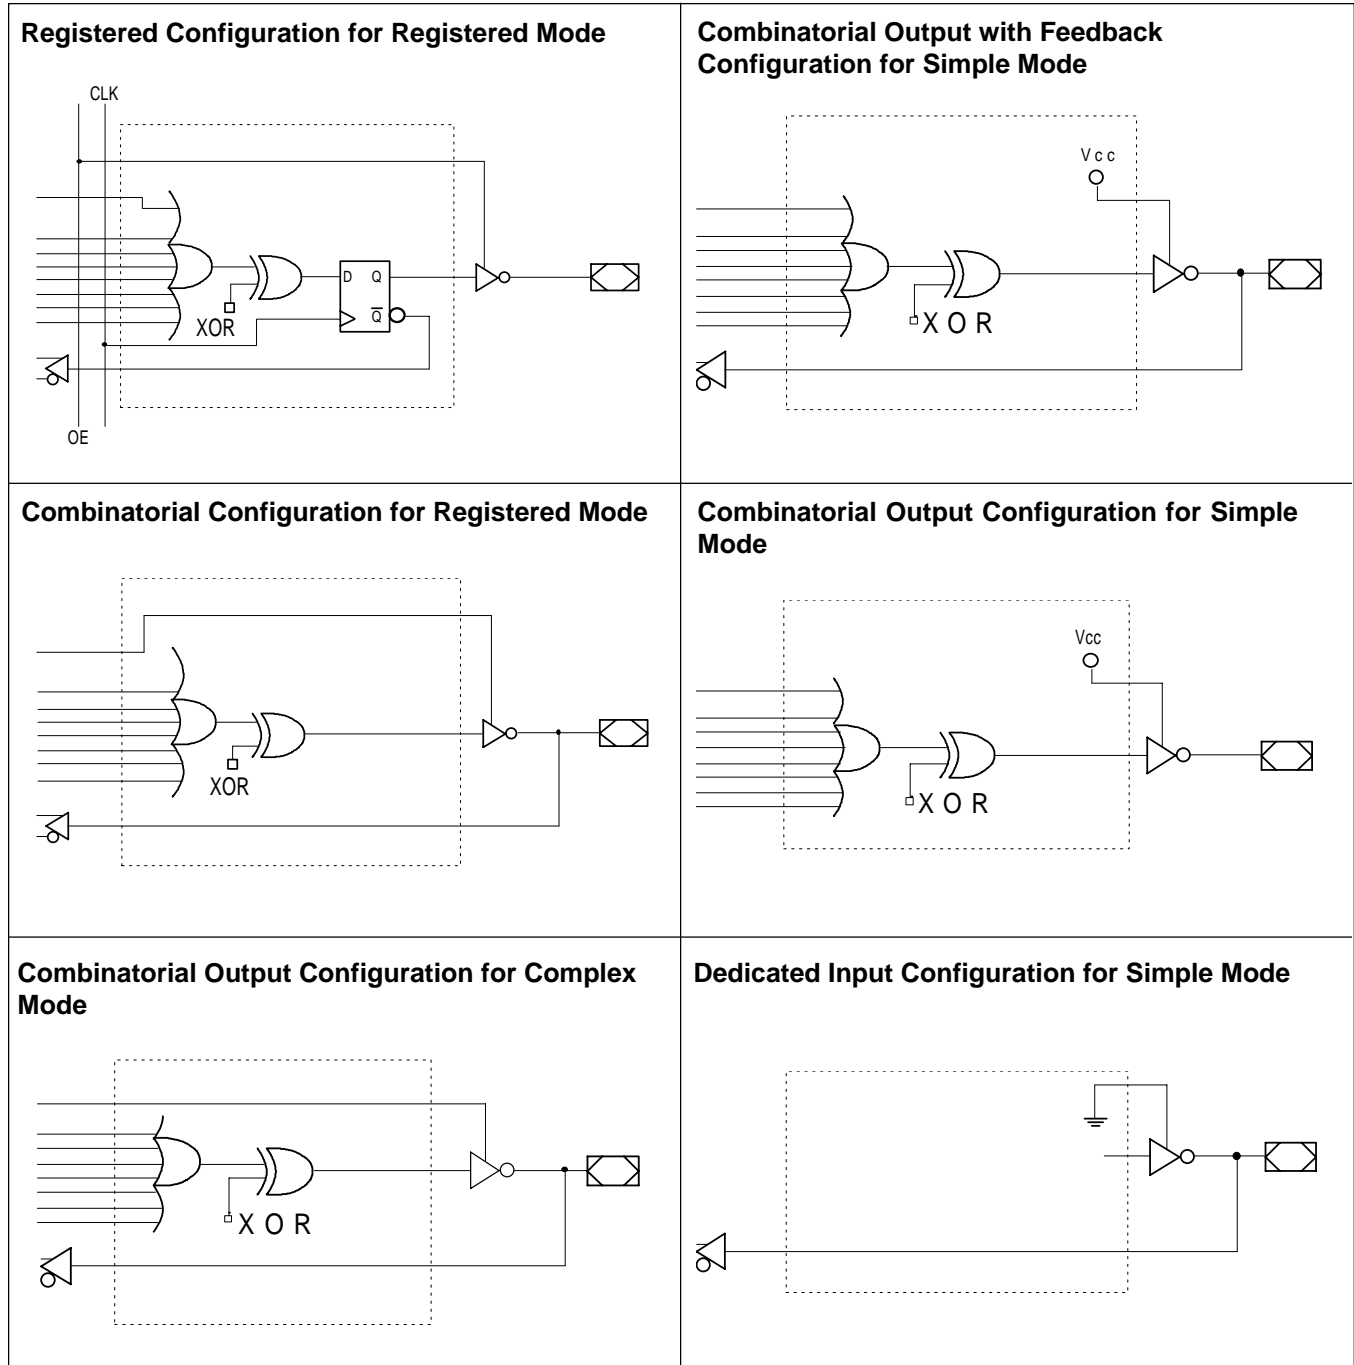 Registered Configuration for Registered Mode
CLK
D Q
Q
XOR
OE
Combinatorial Output with Feedback
Configuration for Simple Mode
Vcc
XOR
Combinatorial Configuration for Registered Mode
XOR
Combinatorial Output Configuration for Simple
Mode
Vcc
XOR
Combinatorial Output Configuration for Complex
Mode
XOR
Dedicated Input Configuration for Simple Mode